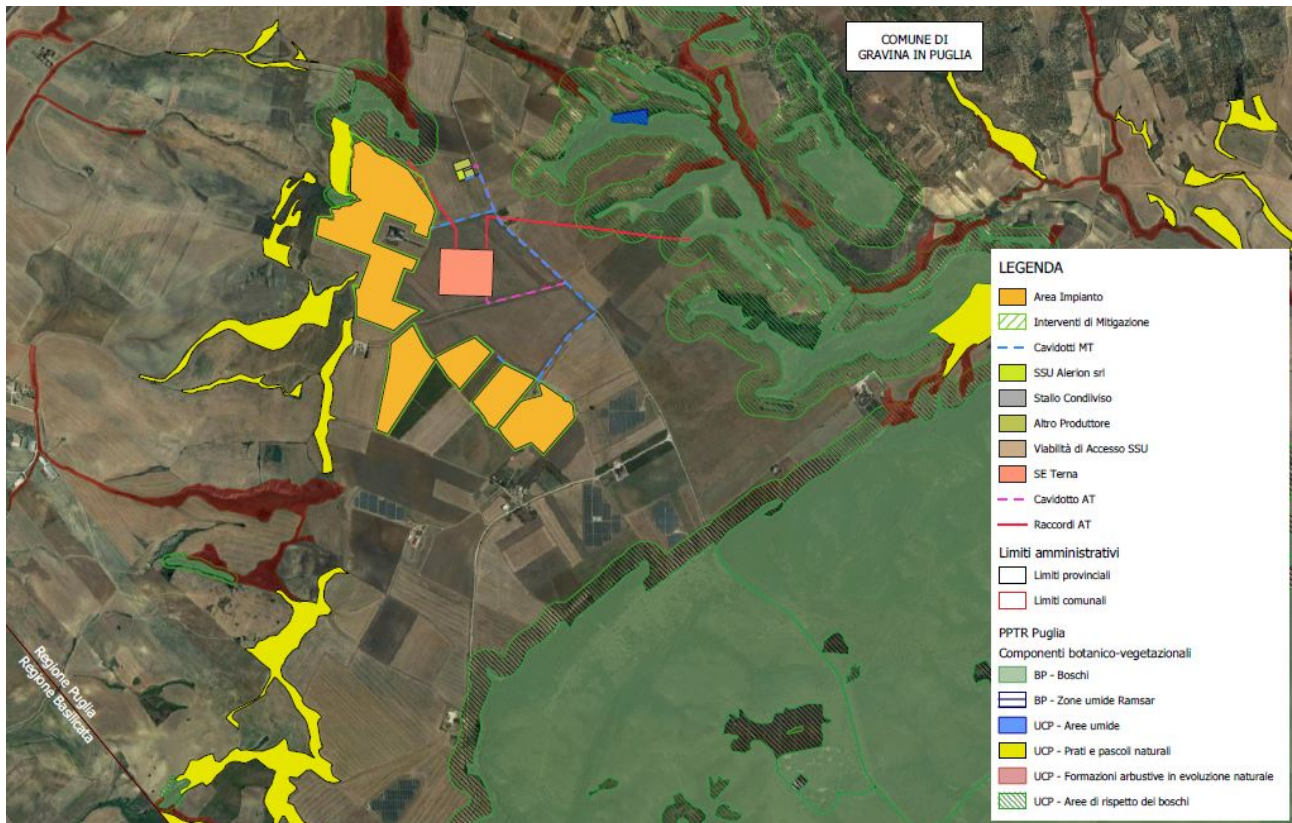 COMUNE DI
GRAVINA IN PUGLIA
LEGENDA
Area Impianto
Interventi di Mitigazione
Cavidotti MT
SSU Alerion srl
Stallo Condiiviso
Altro Produttore
Viabilità di Accesso SSU
SE Terna
Cavidotto AT
Raccordi AT
Limiti amministrativi
Limiti provinciali
Limiti comunali
PPTR Puglia
Componenti botanico-vegetazionali
BP - Boschi
BP - Zone umide Ramsar
UCP - Aree umide
UCP - Prati e pascoli naturali
UCP - Formazioni arbustive in evoluzione naturale
UCP - Aree di rispetto dei boschi
Regione Puglia
Regione Basilicata